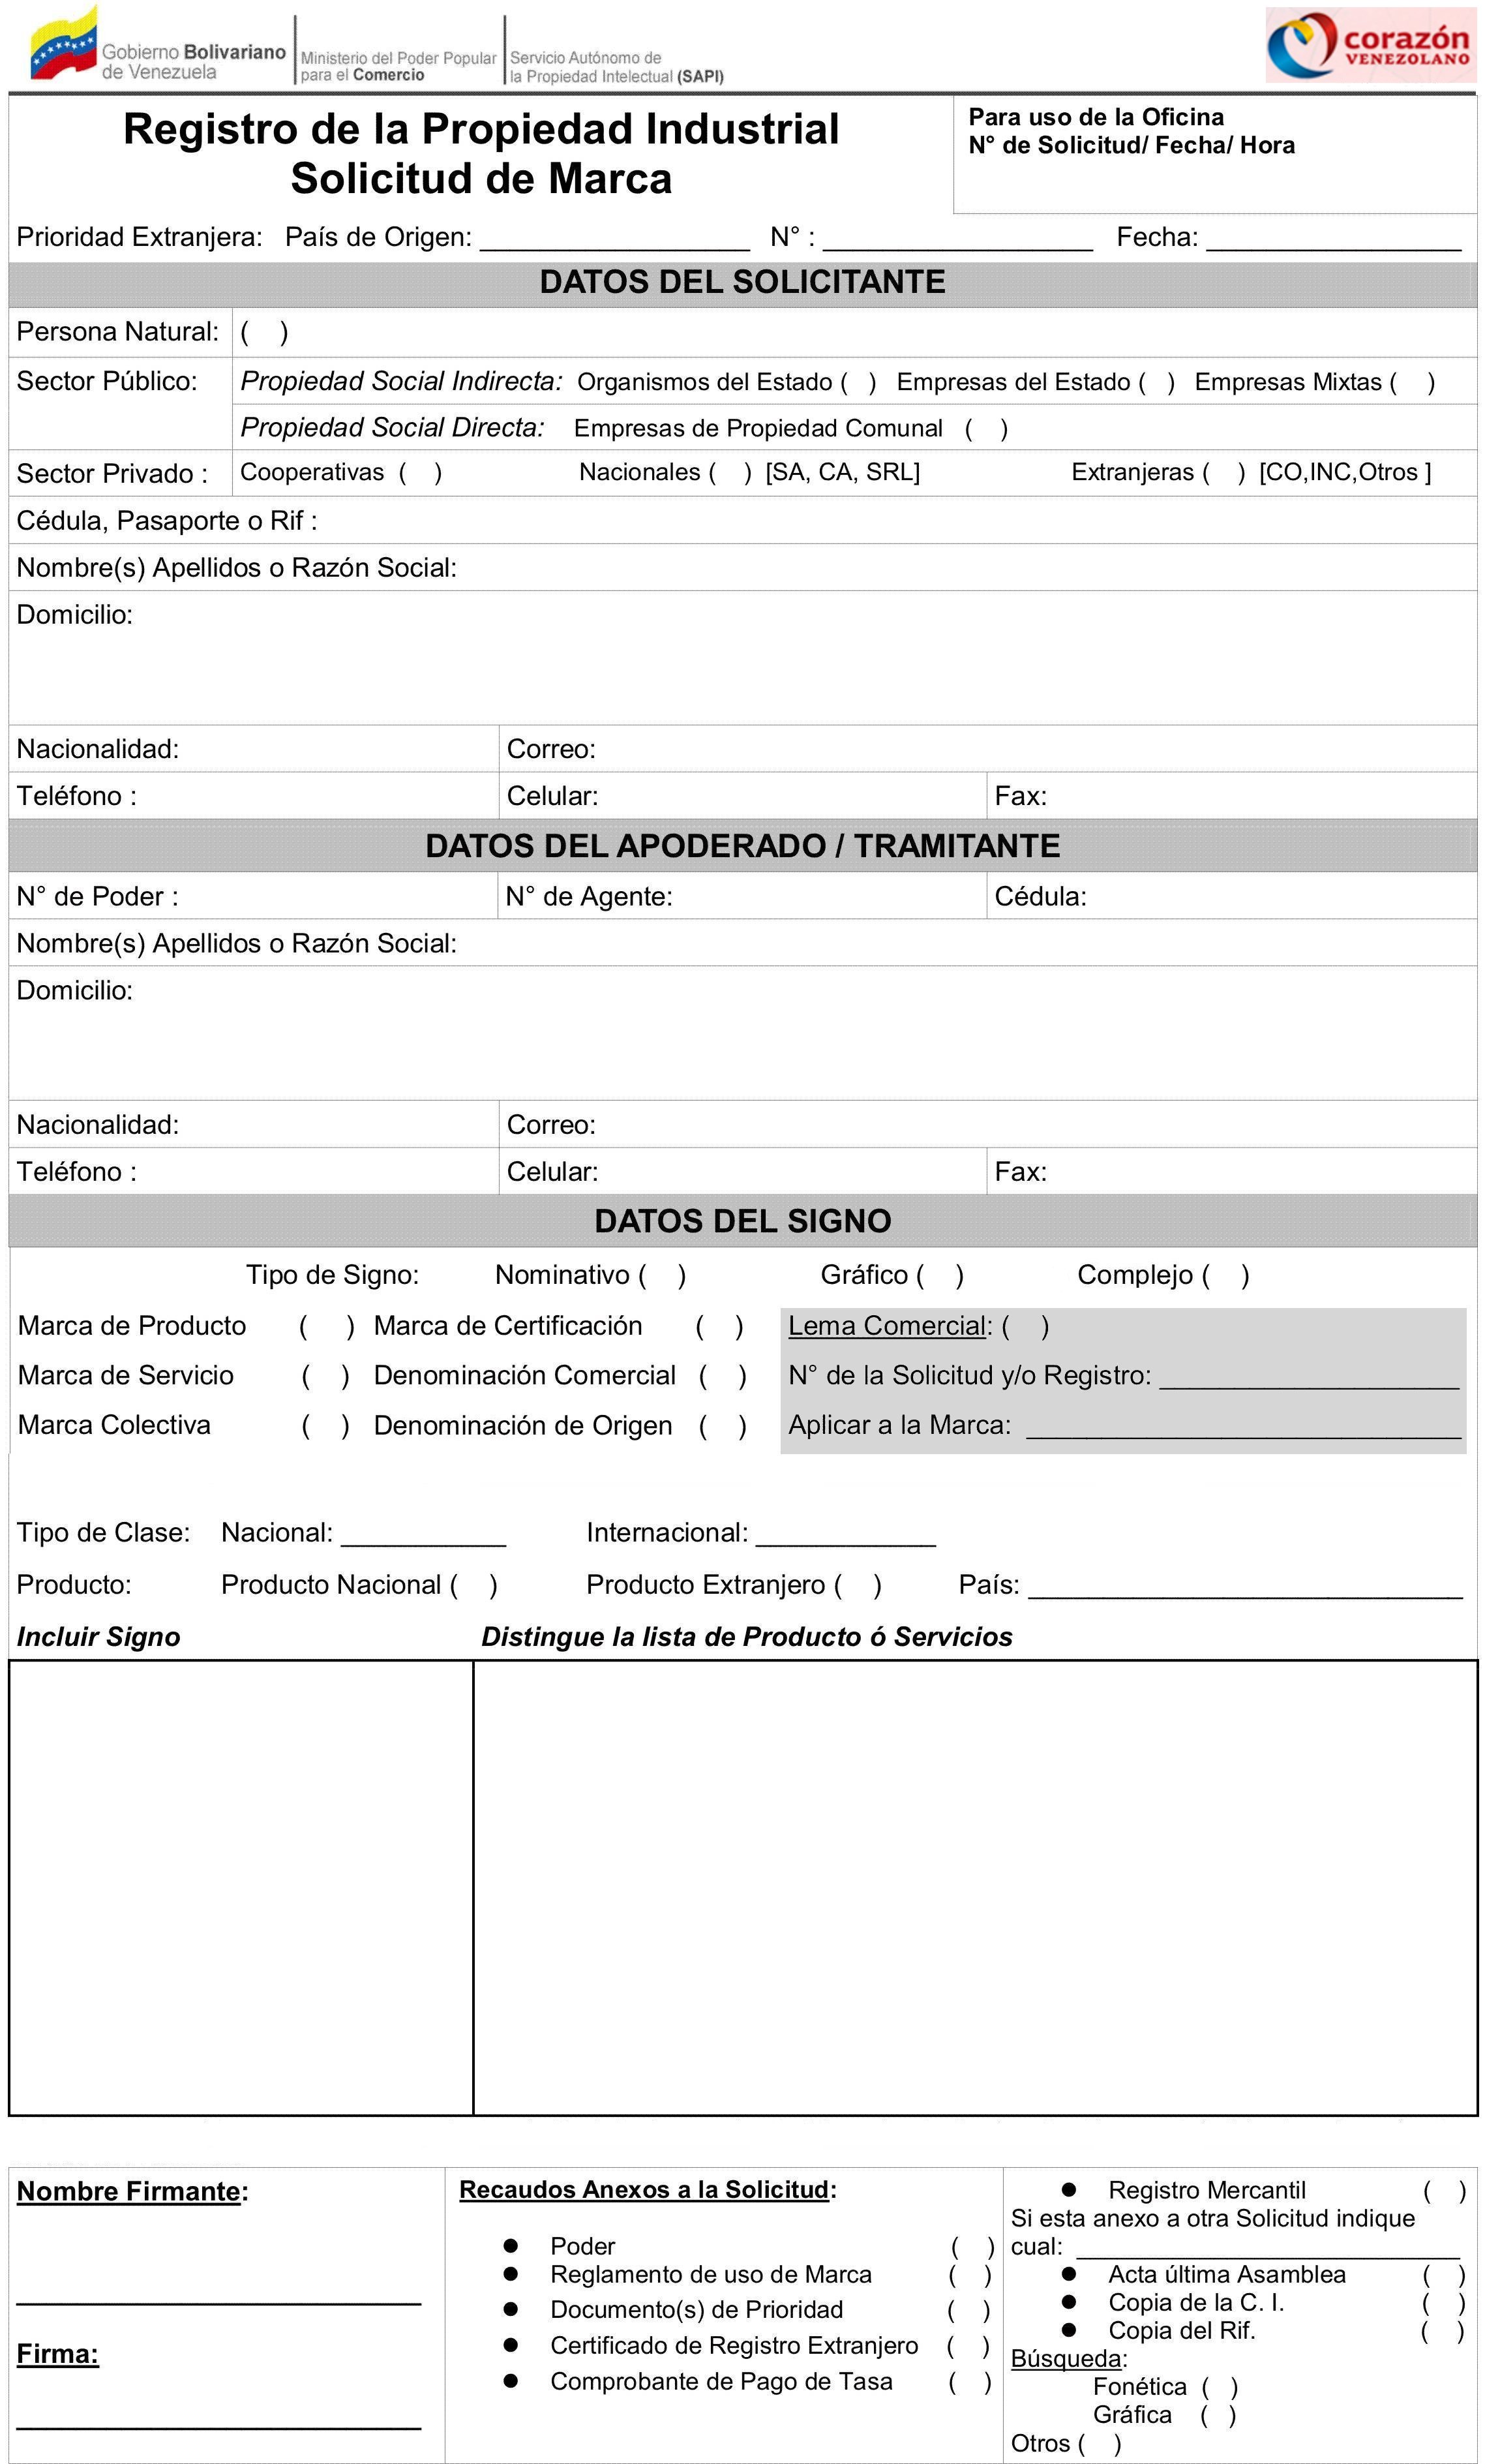 Gobierno Bolivariano
de Venezuela
Ministerio del Poder Popular
para el Comercio
Servicio Autónomo de
la Propiedad Intelectual (SAPI)
corazón
VENEZOLANO
Registro de la Propiedad Industrial
Solicitud de Marca
Para uso de la Oficina
N° de Solicitud/ Fecha/ Hora
Prioridad Extranjera: País de Origen: __________________ N° : __________________ Fecha: _________________
DATOS DEL SOLICITANTE
Persona Natural: ( )
Sector Público: Propiedad Social Indirecta: Organismos del Estado ( ) Empresas del Estado ( ) Empresas Mixtas ( )
Propiedad Social Directa: Empresas de Propiedad Comunal ( )
Sector Privado : Cooperativas ( ) Nacionales ( ) [SA, CA, SRL] Extranjeras ( ) [CO,INC,Otros ]
Cédula, Pasaporte o Rif :
Nombre(s) Apellidos o Razón Social:
Domicilio:
Nacionalidad: Correo:
Teléfono : Celular: Fax:
DATOS DEL APODERADO / TRAMITANTE
N° de Poder : N° de Agente: Cédula:
Nombre(s) Apellidos o Razón Social:
Domicilio:
Nacionalidad: Correo:
Teléfono : Celular: Fax:
DATOS DEL SIGNO
Tipo de Signo: Nominativo ( ) Gráfico ( ) Complejo ( )
Marca de Producto ( ) Marca de Certificación ( ) Lema Comercial: ( )
Marca de Servicio ( ) Denominación Comercial ( ) N° de la Solicitud y/o Registro: ____________________
Marca Colectiva ( ) Denominación de Origen ( ) Aplicar a la Marca: _____________________________
Tipo de Clase: Nacional: ___________ Internacional: ____________
Producto: Producto Nacional ( ) Producto Extranjero ( ) País: _____________________________
Incluir Signo Distingue la lista de Producto ó Servicios
Nombre Firmante:
___________________________
Firma:
___________________________
Recaudos Anexos a la Solicitud:
● Poder ( )
● Reglamento de uso de Marca ( )
● Documento(s) de Prioridad ( )
● Certificado de Registro Extranjero ( )
● Comprobante de Pago de Tasa ( )
● Registro Mercantil ( )
Si esta anexo a otra Solicitud indique
cual: ____________________________
● Acta última Asamblea ( )
● Copia de la C. I. ( )
● Copia del Rif. ( )
Búsqueda:
Fonética ( )
Gráfica ( )
Otros ( )